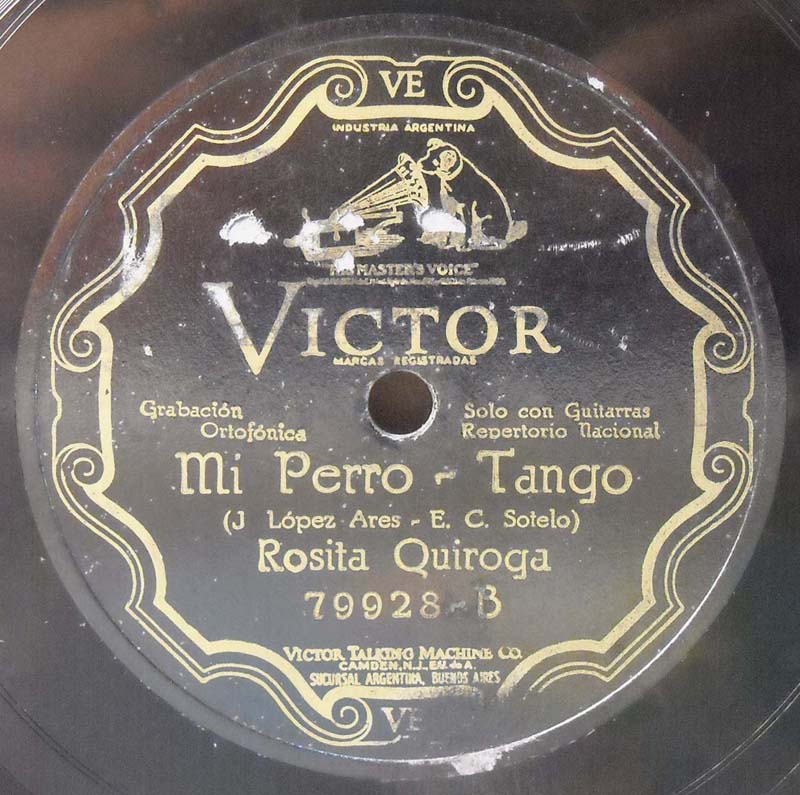 VE
INDUSTRIA ARGENTINA
"HIS MASTER'S VOICE"
VICTOR
MARCAS REGISTRADAS
Grabación Solo con Guitarras
Ortofónica Repertorio Nacional
Mi Perro - Tango
(J López Ares - E. C. Sotelo)
Rosita Quiroga
79928-B
VICTOR TALKING MACHINE CO.
CAMDEN, N.J., E.U. de A.
SUCURSAL ARGENTINA, BUENOS AIRES
VE